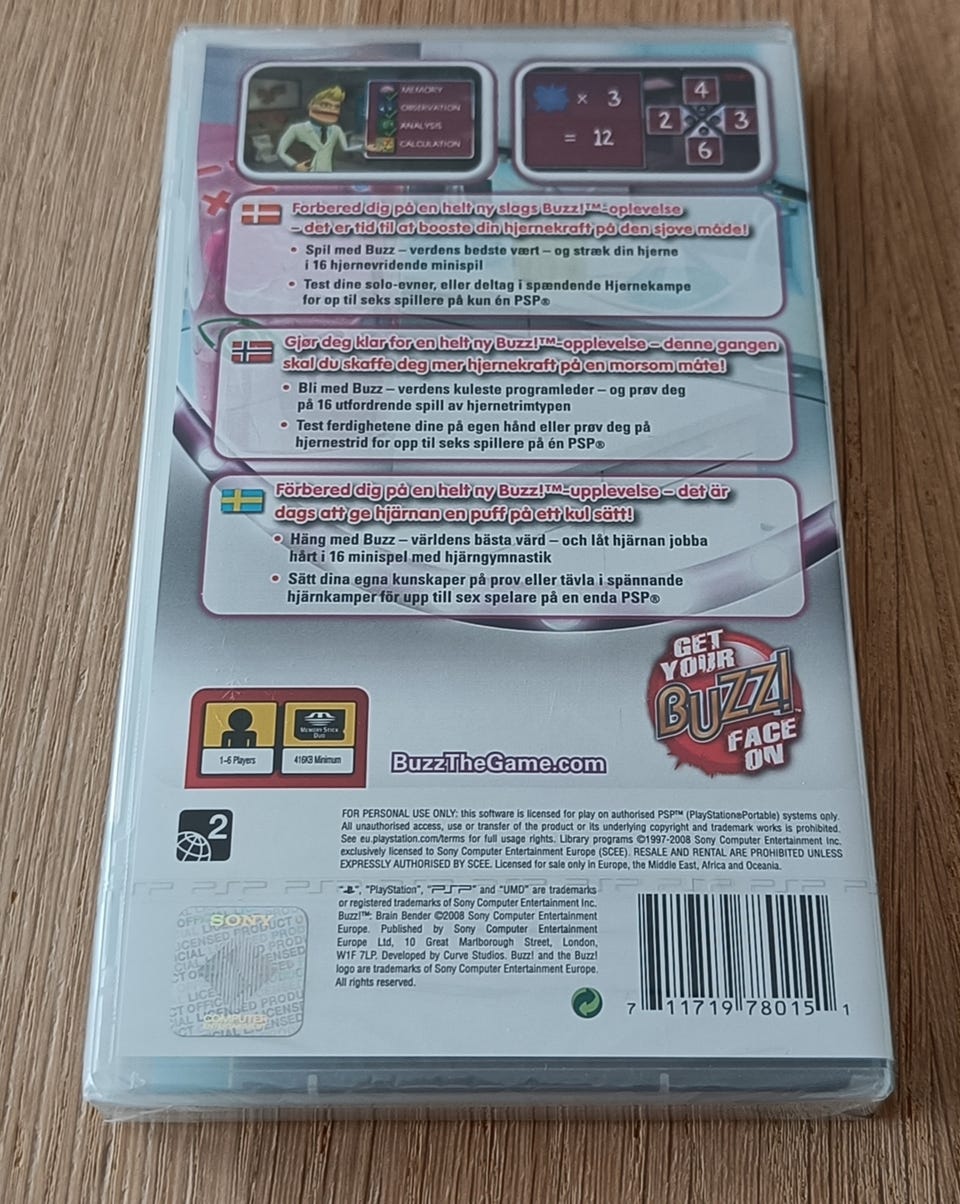 MEMORY
OBSERVATION
ANALYSIS
CALCULATION
× 3
= 12
4
2
3
6
Forbered dig på en helt ny slags Buzz!™-oplevelse
– det er tid til at booste din hjernekraft på den sjove måde!
• Spil med Buzz – verdens bedste vært – og stræk din hjerne
i 16 hjernevridende minispil
• Test dine solo-evner, eller deltag i spændende Hjernekampe
for op til seks spillere på kun én PSP®
Gjør deg klar for en helt ny Buzz!™-opplevelse – denne gangen
skal du skaffe deg mer hjernekraft på en morsom måte!
• Bli med Buzz – verdens kuleste programleder – og prøv deg
på 16 utfordrende spill av hjernetrimtypen
• Test ferdighetene dine på egen hånd eller prøv deg på
hjernestrid for opp til seks spillere på én PSP®
Förbered dig på en helt ny Buzz!™-upplevelse – det är
dags att ge hjärnan en puff på ett kul sätt!
• Häng med Buzz – världens bästa värd – och låt hjärnan jobba
hårt i 16 minispel med hjärngymnastik
• Sätt dina egna kunskaper på prov eller tävla i spännande
hjärnkamper för upp till sex spelare på en enda PSP®
GET
YOUR
BUZZ!™
FACE
ON
MEMORY STICK
DUO
1-6 Players
416KB Minimum
BuzzTheGame.com
2
FOR PERSONAL USE ONLY: this software is licensed for play on authorised PSP™ (PlayStation®Portable) systems only.
All unauthorised access, use or transfer of the product or its underlying copyright and trademark works is prohibited.
See eu.playstation.com/terms for full usage rights. Library programs ©1997-2008 Sony Computer Entertainment Inc.
exclusively licensed to Sony Computer Entertainment Europe (SCEE). RESALE AND RENTAL ARE PROHIBITED UNLESS
EXPRESSLY AUTHORISED BY SCEE. Licensed for sale only in Europe, the Middle East, Africa and Oceania.
"", "PlayStation", "PSP" and "UMD" are trademarks
or registered trademarks of Sony Computer Entertainment Inc.
Buzz!™: Brain Bender ©2008 Sony Computer Entertainment
Europe. Published by Sony Computer Entertainment
Europe Ltd, 10 Great Marlborough Street, London,
W1F 7LP. Developed by Curve Studios. Buzz! and the Buzz!
logo are trademarks of Sony Computer Entertainment Europe.
All rights reserved.
SONY
COMPUTER
7 11719 78015 1